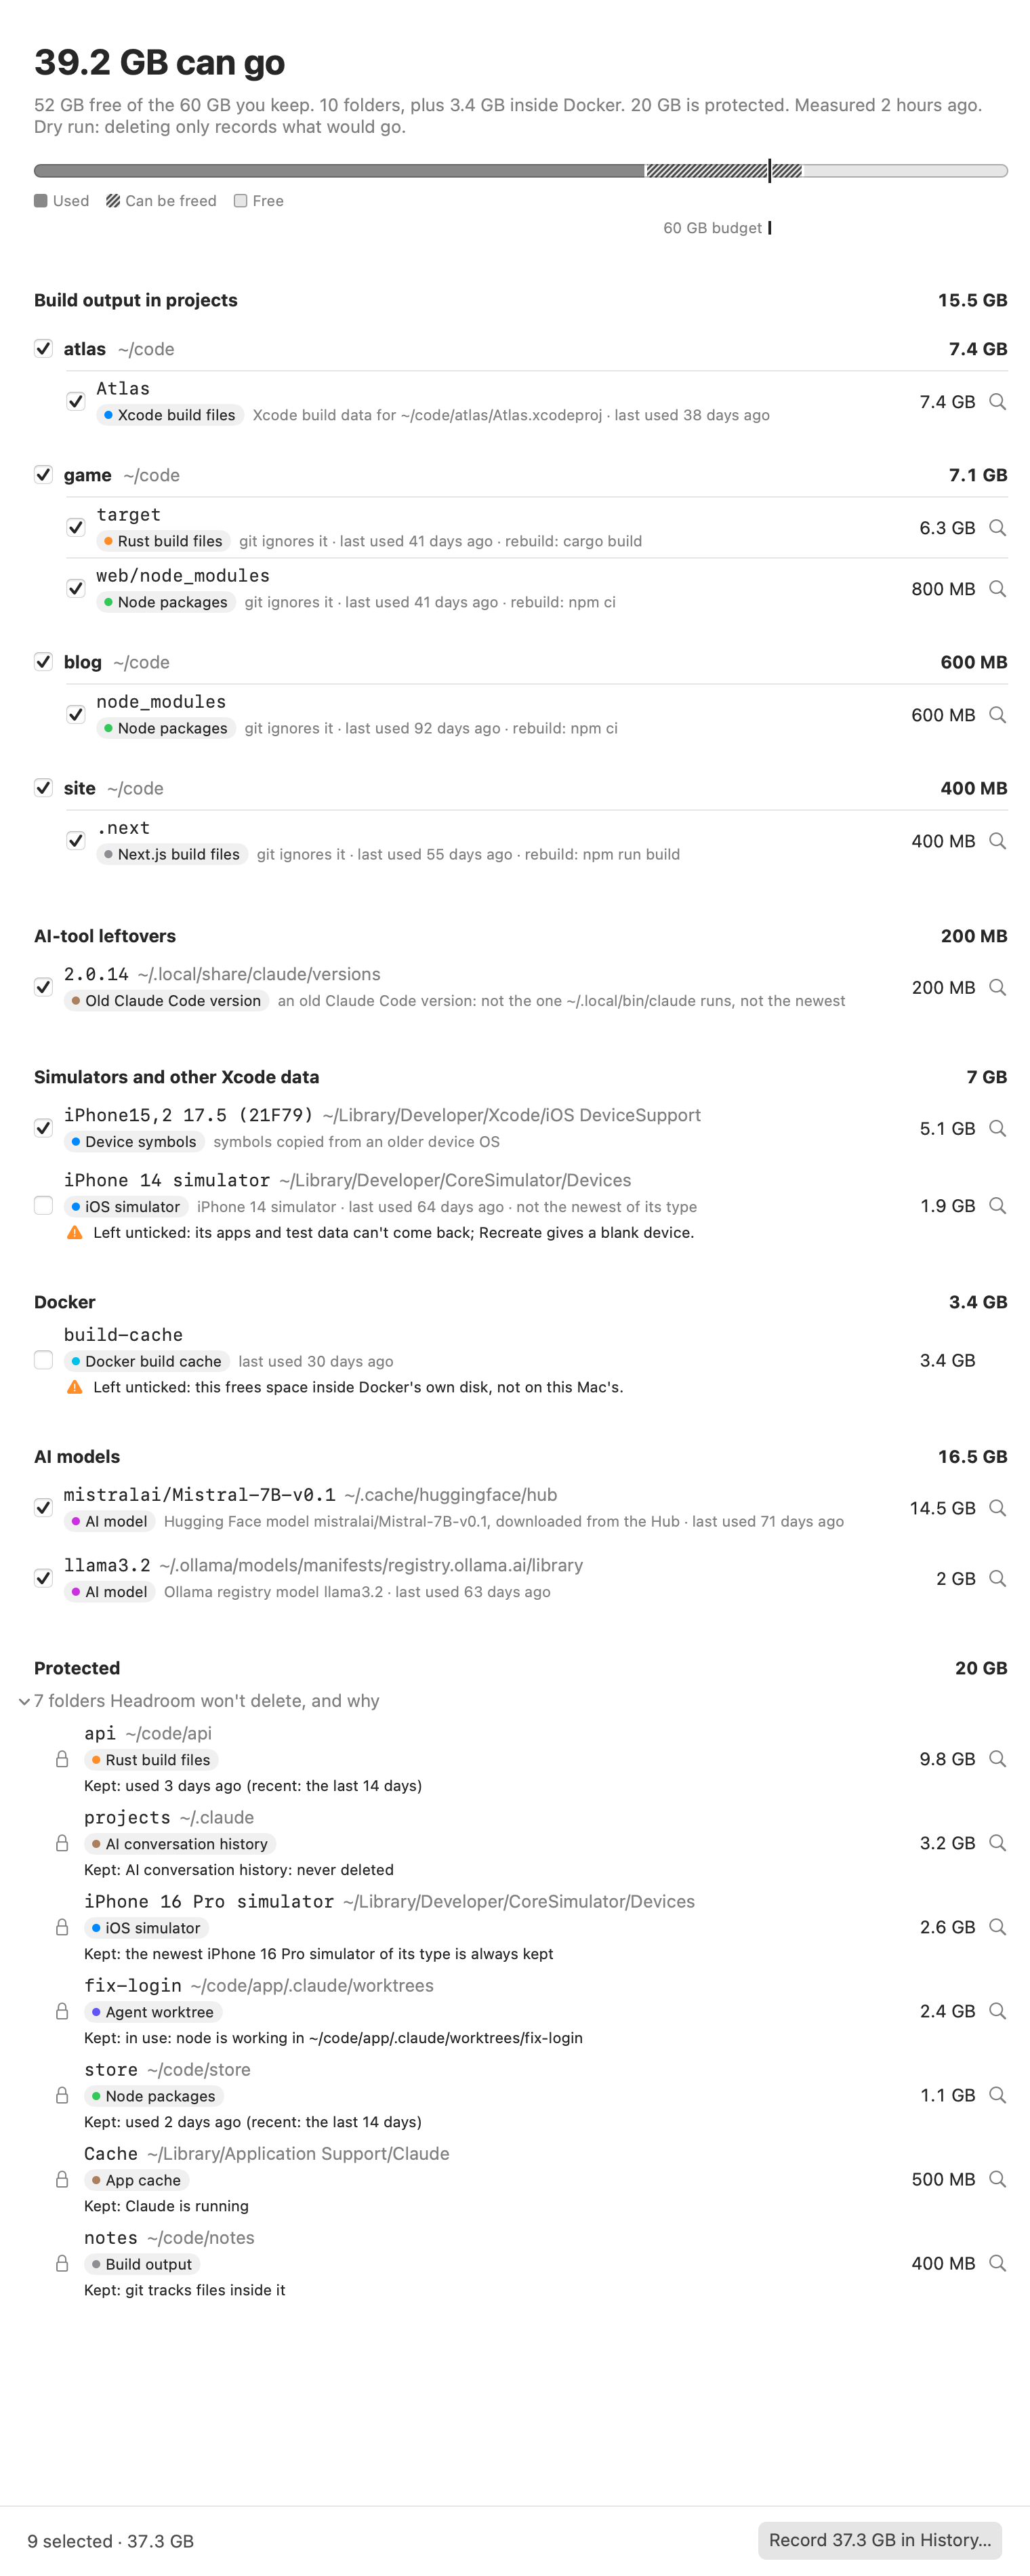 39.2 GB can go
52 GB free of the 60 GB you keep. 10 folders, plus 3.4 GB inside Docker. 20 GB is protected. Measured 2 hours ago.
Dry run: deleting only records what would go.
Used Can be freed Free
60 GB budget
Build output in projects 15.5 GB
atlas ~/code 7.4 GB
Atlas
Xcode build files Xcode build data for ~/code/atlas/Atlas.xcodeproj · last used 38 days ago 7.4 GB
game ~/code 7.1 GB
target
Rust build files git ignores it · last used 41 days ago · rebuild: cargo build 6.3 GB
web/node_modules
Node packages git ignores it · last used 41 days ago · rebuild: npm ci 800 MB
blog ~/code 600 MB
node_modules
Node packages git ignores it · last used 92 days ago · rebuild: npm ci 600 MB
site ~/code 400 MB
.next
Next.js build files git ignores it · last used 55 days ago · rebuild: npm run build 400 MB
AI-tool leftovers 200 MB
2.0.14 ~/.local/share/claude/versions
Old Claude Code version an old Claude Code version: not the one ~/.local/bin/claude runs, not the newest 200 MB
Simulators and other Xcode data 7 GB
iPhone15,2 17.5 (21F79) ~/Library/Developer/Xcode/iOS DeviceSupport
Device symbols symbols copied from an older device OS 5.1 GB
iPhone 14 simulator ~/Library/Developer/CoreSimulator/Devices
iOS simulator iPhone 14 simulator · last used 64 days ago · not the newest of its type 1.9 GB
Left unticked: its apps and test data can't come back; Recreate gives a blank device.
Docker 3.4 GB
build-cache
Docker build cache last used 30 days ago 3.4 GB
Left unticked: this frees space inside Docker's own disk, not on this Mac's.
AI models 16.5 GB
mistralai/Mistral-7B-v0.1 ~/.cache/huggingface/hub
AI model Hugging Face model mistralai/Mistral-7B-v0.1, downloaded from the Hub · last used 71 days ago 14.5 GB
llama3.2 ~/.ollama/models/manifests/registry.ollama.ai/library
AI model Ollama registry model llama3.2 · last used 63 days ago 2 GB
Protected 20 GB
7 folders Headroom won't delete, and why
api ~/code/api
Rust build files 9.8 GB
Kept: used 3 days ago (recent: the last 14 days)
projects ~/.claude
AI conversation history 3.2 GB
Kept: AI conversation history: never deleted
iPhone 16 Pro simulator ~/Library/Developer/CoreSimulator/Devices
iOS simulator 2.6 GB
Kept: the newest iPhone 16 Pro simulator of its type is always kept
fix-login ~/code/app/.claude/worktrees
Agent worktree 2.4 GB
Kept: in use: node is working in ~/code/app/.claude/worktrees/fix-login
store ~/code/store
Node packages 1.1 GB
Kept: used 2 days ago (recent: the last 14 days)
Cache ~/Library/Application Support/Claude
App cache 500 MB
Kept: Claude is running
notes ~/code/notes
Build output 400 MB
Kept: git tracks files inside it
9 selected · 37.3 GB Record 37.3 GB in History...